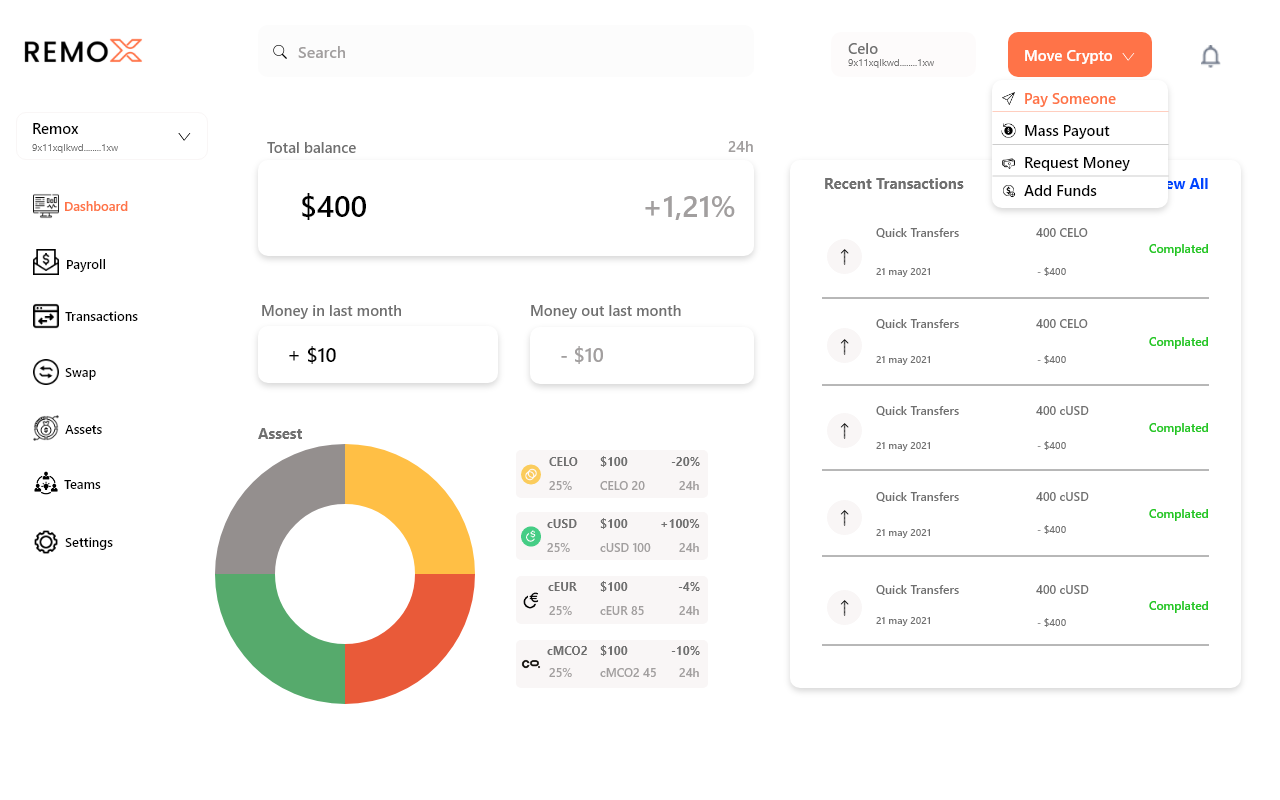 REMOX
Search
Celo
9x11xqlkwd.........1xw
Move Crypto
Pay Someone
Mass Payout
Request Money
Add Funds
Remox
9x11xqlkwd.........1xw
Dashboard
Payroll
Transactions
Swap
Assets
Teams
Settings
Total balance
24h
$400
+1,21%
Money in last month
+ $10
Money out last month
- $10
Assest
CELO $100 -20%
25% CELO 20 24h
cUSD $100 +100%
25% cUSD 100 24h
cEUR $100 -4%
25% cEUR 85 24h
co.
cMCO2 $100 -10%
25% cMCO2 45 24h
Recent Transactions
ew All
Quick Transfers 400 CELO
Complated
21 may 2021 - $400
Quick Transfers 400 CELO
Complated
21 may 2021 - $400
Quick Transfers 400 cUSD
Complated
21 may 2021 - $400
Quick Transfers 400 cUSD
Complated
21 may 2021 - $400
Quick Transfers 400 cUSD
Complated
21 may 2021 - $400